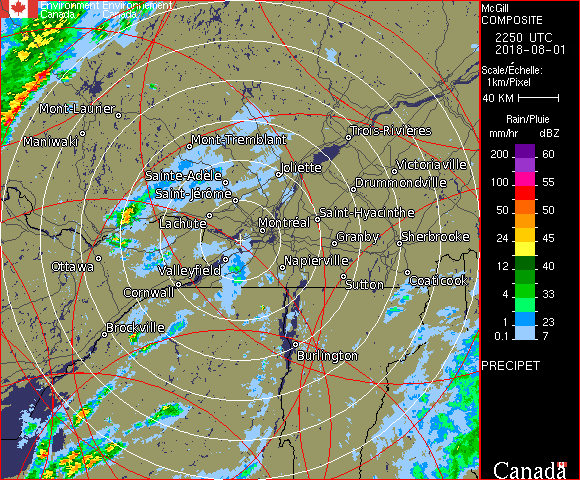 Environment Environnement
Canada Canada
McGill
COMPOSITE
2250 UTC
2018-08-01
Scale/Échelle:
1km/Pixel
40 KM
Rain/Pluie
mm/hr dBZ
200 60
100 55
50 50
24 45
12 40
4 33
1 23
0.1 7
PRECIPET
Canada
Mont-Laurier
Maniwaki
Mont-Tremblant
Trois-Rivières
Sainte-Adèle
Joliette
Victoriaville
Saint-Jérôme
Drummondville
Lachute
Montréal
Saint-Hyacinthe
Granby
Sherbrooke
Ottawa
Valleyfield
Napierville
Cornwall
Sutton
Coaticook
Brockville
Burlington